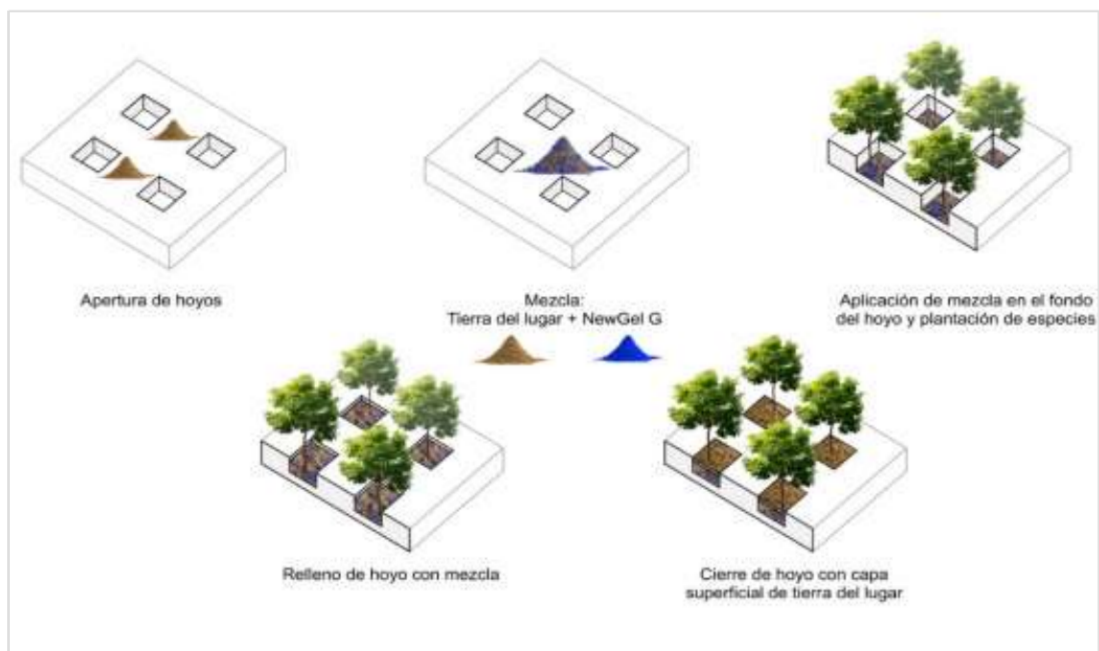 Apertura de hoyos
Mezcla:
Tierra del lugar + NewGel G
Aplicación de mezcla en el fondo
del hoyo y plantación de especies
Relleno de hoyo con mezcla
Cierre de hoyo con capa
superficial de tierra del lugar